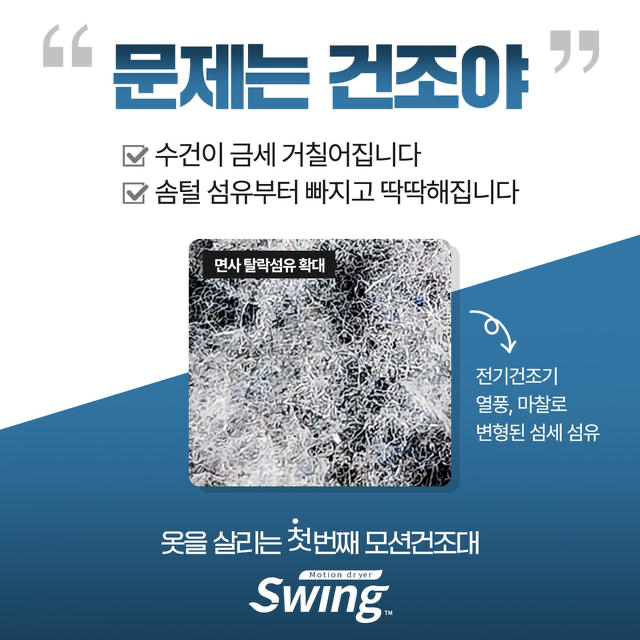 “ 문제는 건조야 ”
수건이 금세 거칠어집니다
솜털 섬유부터 빠지고 딱딱해집니다
면사 탈락섬유 확대
전기건조기
열풍, 마찰로
변형된 섬세 섬유
옷을 살리는 첫번째 모션건조대
Motion dryer
Swing™